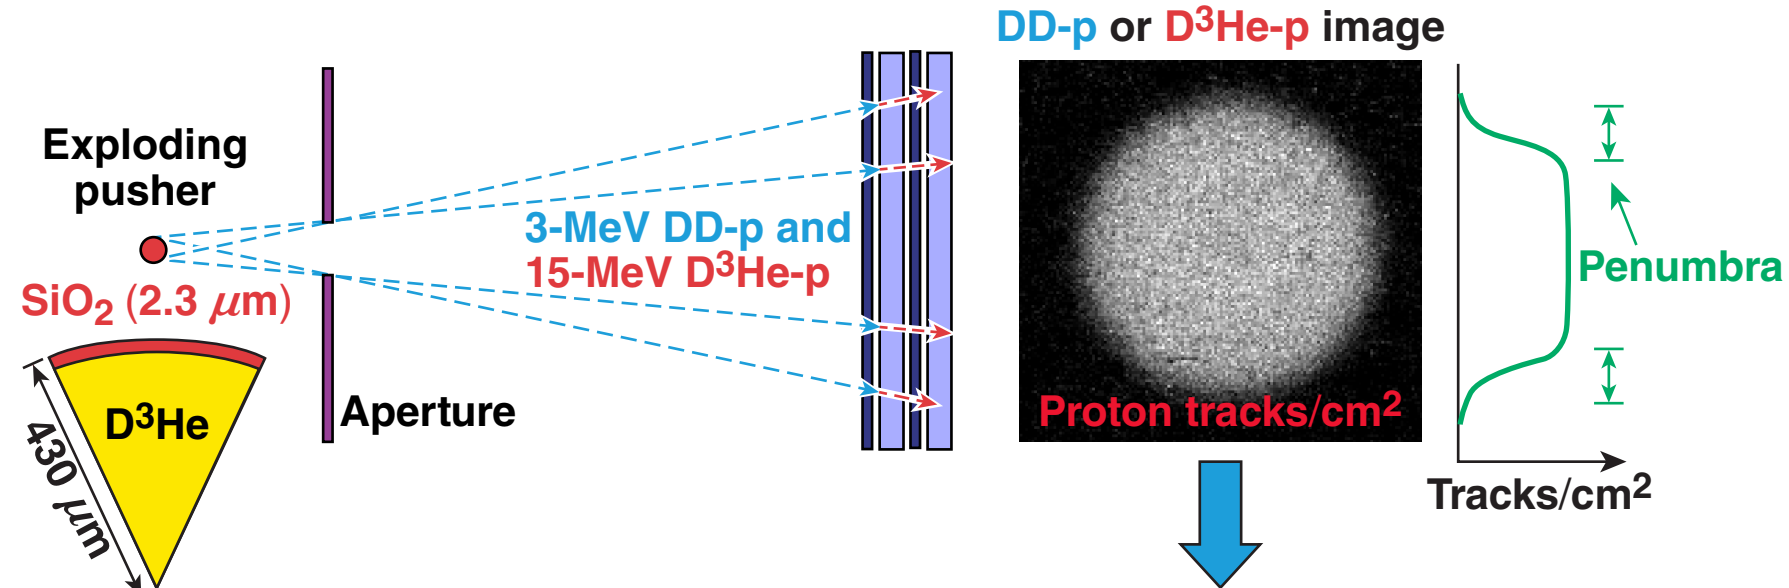 DD-p or D³He-p image
Exploding
pusher
SiO₂ (2.3 μm)
D³He
430 μm
Aperture
3-MeV DD-p and
15-MeV D³He-p
Proton tracks/cm²
Penumbra
Tracks/cm²